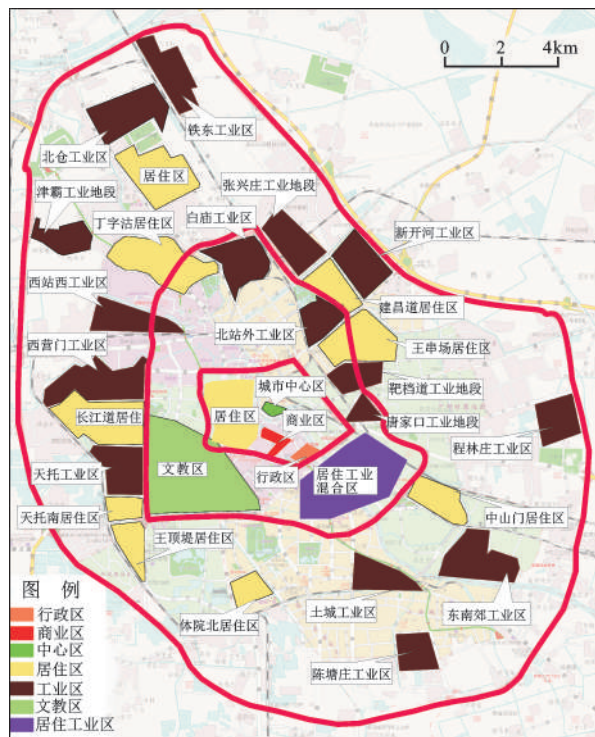 0 2 4km
铁东工业区
北仓工业区
居住区
津霸工业地段
张兴庄工业地段
丁字沽居住区
白庙工业区
新开河工业区
西站西工业区
建昌道居住区
北站外工业区
王串场居住区
西营门工业区
靶档道工业地段
城市中心区
长江道居住
居住区
商业区
唐家口工业地段
程林庄工业区
天托工业区
文教区
行政区
居住工业
混合区
天托南居住区
中山门居住区
王顶堤居住区
体院北居住区
土城工业区
东南郊工业区
陈塘庄工业区
图 例
行政区
商业区
中心区
居住区
工业区
文教区
居住工业区